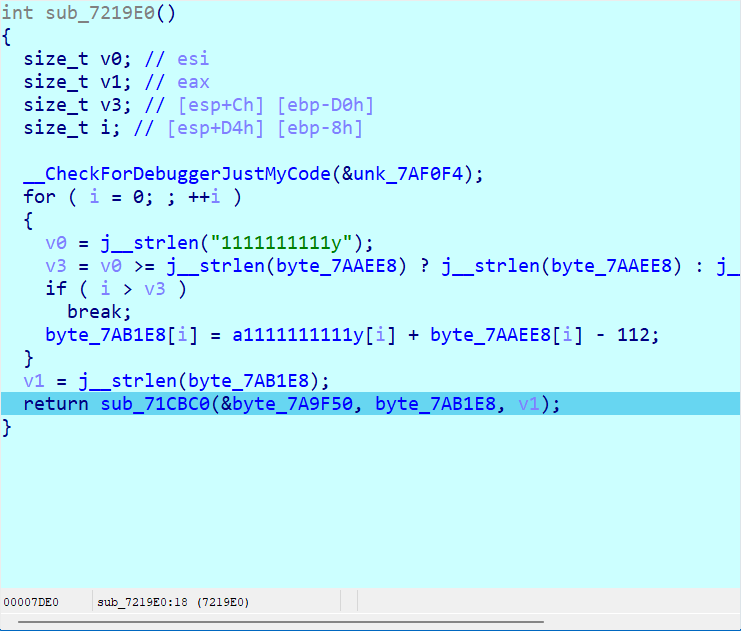 int sub_7219E0()
{
  size_t v0; // esi
  size_t v1; // eax
  size_t v3; // [esp+Ch] [ebp-D0h]
  size_t i; // [esp+D4h] [ebp-8h]
  __CheckForDebuggerJustMyCode(&unk_7AF0F4);
  for ( i = 0; ; ++i )
  {
    v0 = j__strlen("1111111111y");
    v3 = v0 >= j__strlen(byte_7AAEE8) ? j__strlen(byte_7AAEE8) : j__
    if ( i > v3 )
      break;
    byte_7AB1E8[i] = a1111111111y[i] + byte_7AAEE8[i] - 112;
  }
  v1 = j__strlen(byte_7AB1E8);
  return sub_71CBC0(&byte_7A9F50, byte_7AB1E8, v1);
}
00007DE0 sub_7219E0:18 (7219E0)